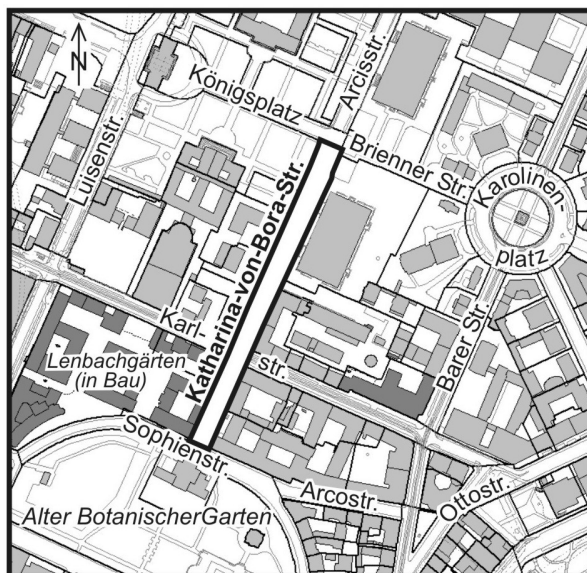 N
Königsplatz
Arcisstr.
Luisenstr.
Brienner Str.
Karolinen-
platz
Katharina-von-Bora-Str.
Karl-
str.
Barer Str.
Lenbachgärten
(in Bau)
Sophienstr.
Arcostr.
Ottostr.
Alter BotanischerGarten